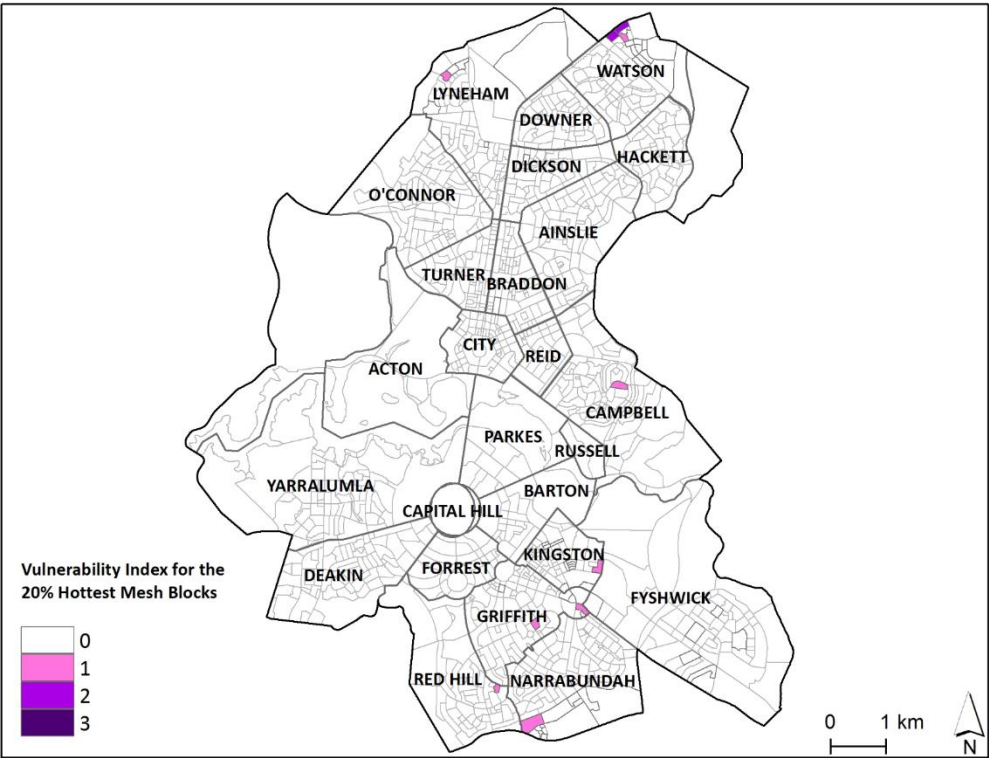 WATSON
LYNEHAM
DOWNER
HACKETT
DICKSON
O'CONNOR
AINSLIE
TURNER
BRADDON
CITY
REID
ACTON
CAMPBELL
PARKES
RUSSELL
YARRALUMLA
BARTON
CAPITAL HILL
KINGSTON
FORREST
DEAKIN
FYSHWICK
GRIFFITH
RED HILL
NARRABUNDAH
Vulnerability Index for the
20% Hottest Mesh Blocks
0
1
2
3
0 1 km
N